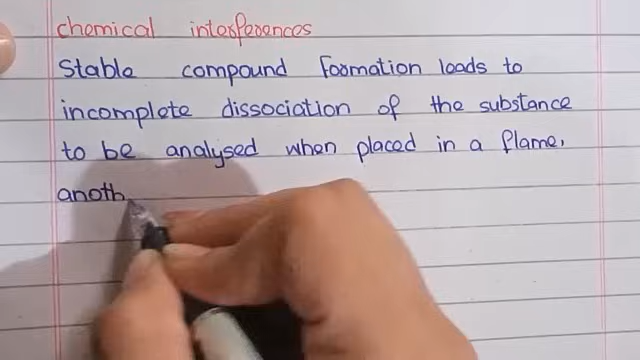 chemical interferences
Stable compound formation leads to
incomplete dissociation of the substance
to be analysed when placed in a flame,
anoth